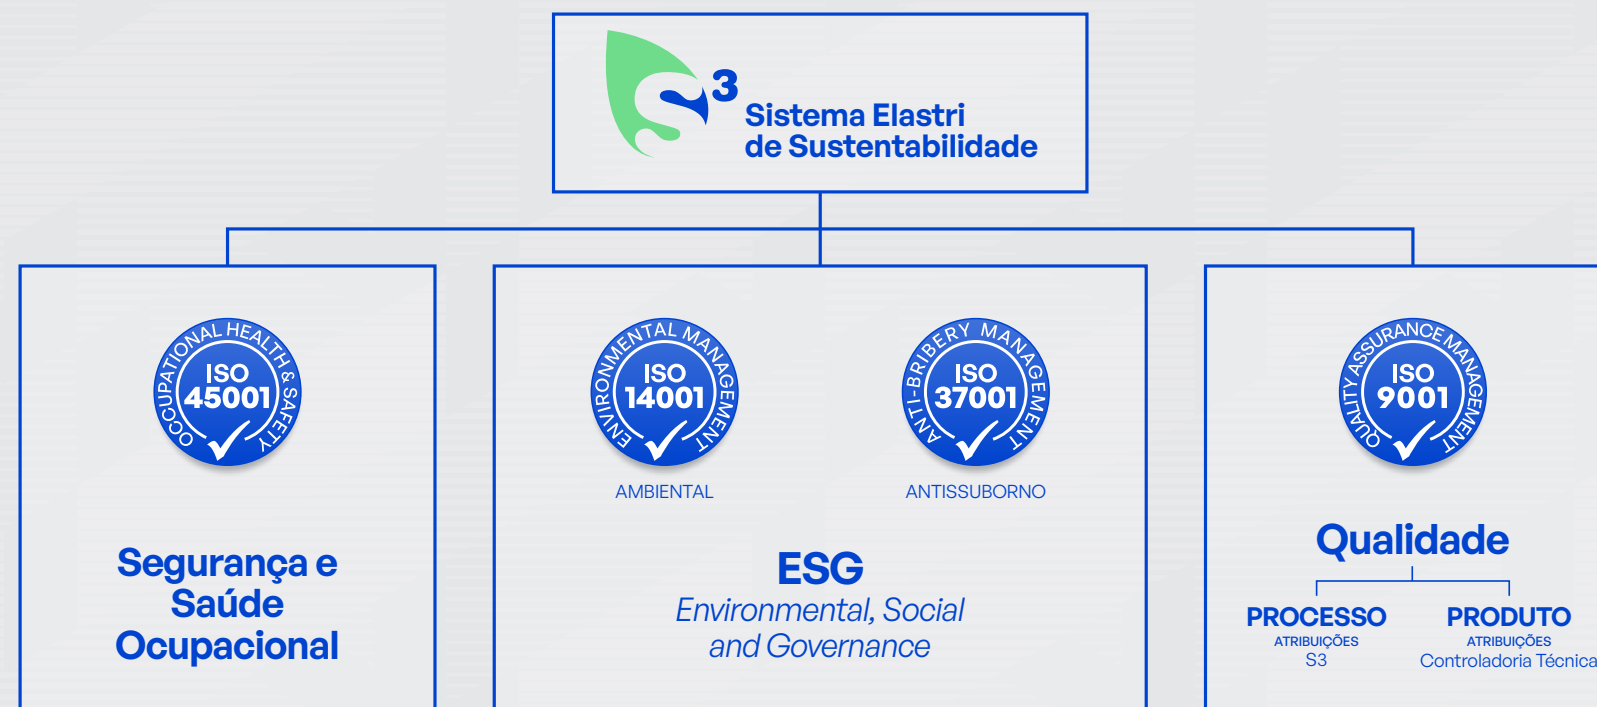 S³
Sistema Elastri
de Sustentabilidade
OCCUPATIONAL HEALTH & SAFETY
ISO
45001
Segurança e
Saúde
Ocupacional
ENVIRONMENTAL MANAGEMENT
ISO
14001
AMBIENTAL
ANTI-BRIBERY MANAGEMENT
ISO
37001
ANTISSUBORNO
ESG
Environmental, Social
and Governance
QUALITY ASSURANCE MANAGEMENT
ISO
9001
Qualidade
PROCESSO
ATRIBUIÇÕES
S3
PRODUTO
ATRIBUIÇÕES
Controladoria Técnica